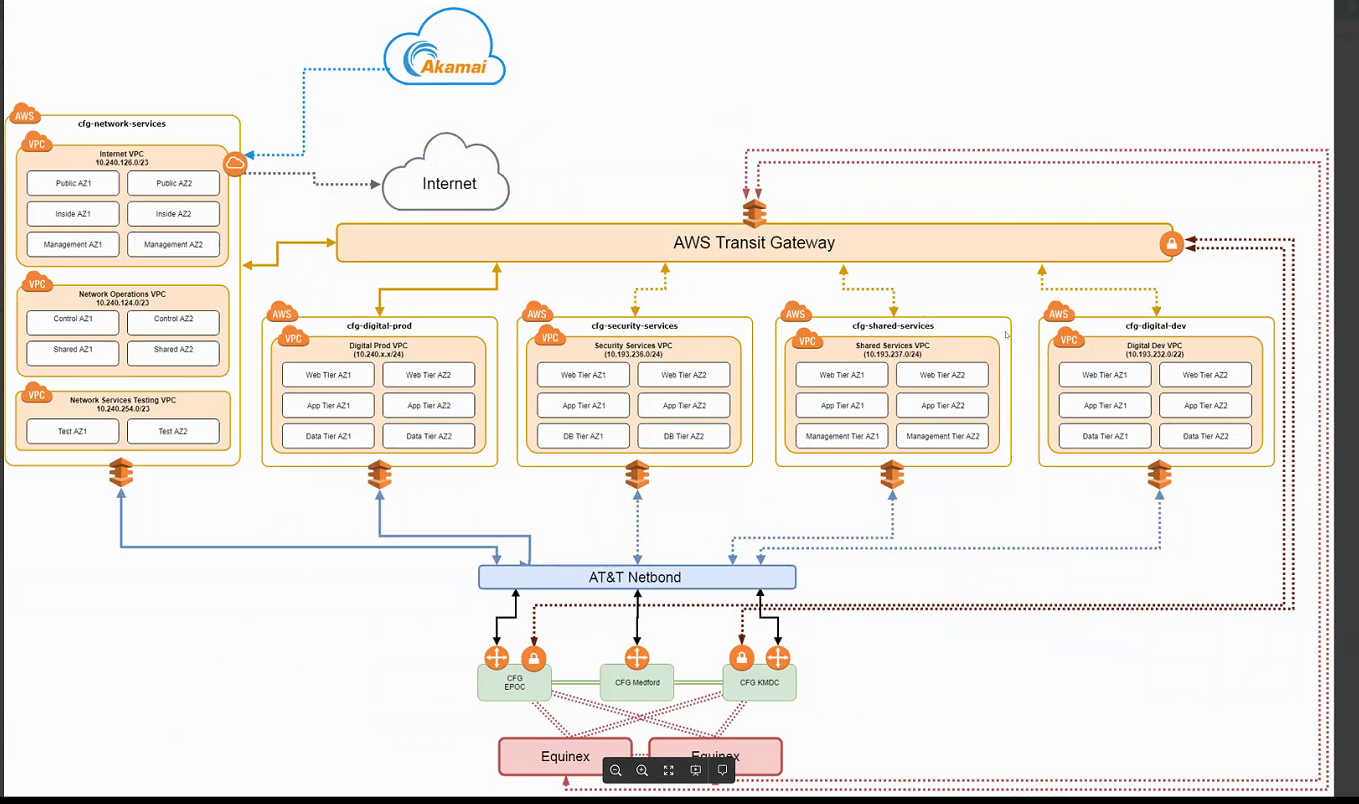 Akamai
AWS
cfg-network-services
VPC
Internet VPC
10.240.126.0/23
Public AZ1
Public AZ2
Inside AZ1
Inside AZ2
Management AZ1
Management AZ2
VPC
Network Operations VPC
10.240.124.0/23
Control AZ1
Control AZ2
Shared AZ1
Shared AZ2
VPC
Network Services Testing VPC
10.240.254.0/23
Test AZ1
Test AZ2
Internet
AWS Transit Gateway
AWS
cfg-digital-prod
VPC
Digital Prod VPC
(10.240.x.x/24)
Web Tier AZ1
Web Tier AZ2
App Tier AZ1
App Tier AZ2
Data Tier AZ1
Data Tier AZ2
AWS
cfg-security-services
VPC
Security Services VPC
(10.193.236.0/24)
Web Tier AZ1
Web Tier AZ2
App Tier AZ1
App Tier AZ2
DB Tier AZ1
DB Tier AZ2
AWS
cfg-shared-services
VPC
Shared Services VPC
(10.193.237.0/24)
Web Tier AZ1
Web Tier AZ2
App Tier AZ1
App Tier AZ2
Management Tier AZ1
Management Tier AZ2
AWS
cfg-digital-dev
VPC
Digital Dev VPC
(10.193.232.0/22)
Web Tier AZ1
Web Tier AZ2
App Tier AZ1
App Tier AZ2
Data Tier AZ1
Data Tier AZ2
AT&T Netbond
CFG
EPOC
CFG Medford
CFG KMDC
Equinex
Equinex